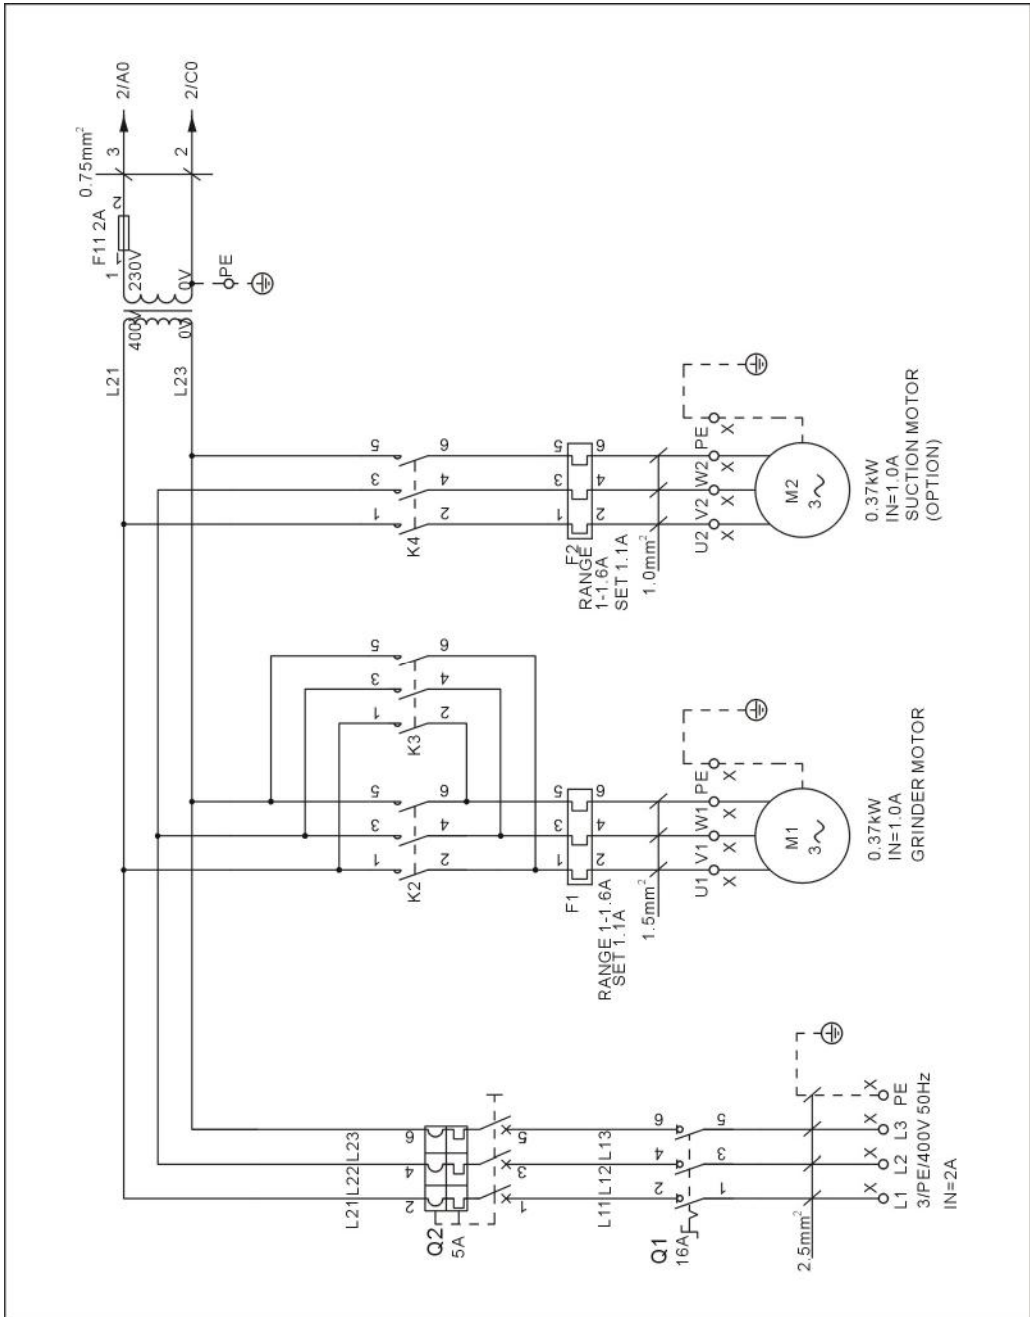 2/A0
2/C0
0.75mm²
3
2
2
F11 2A
1
230V
0V
PE
400V
0V
L21
L23
5
3
1
6
4
2
K4
5
3
1
6
4
2
F2
RANGE
1-1.6A
SET 1.1A
1.0mm²
U2 V2 W2 PE
X X X X
M2
3~
0.37kW
IN=1.0A
SUCTION MOTOR
(OPTION)
5
3
1
6
4
2
K3
5
3
1
6
4
2
K2
5
3
1
6
4
2
F1
RANGE 1-1.6A
SET 1.1A
1.5mm²
U1 V1 W1 PE
X X X X
M1
3~
0.37kW
IN=1.0A
GRINDER MOTOR
L21 L22 L23
2 4 6
Q2
5A
1 3 5
L11 L12 L13
2 4 6
Q1
16A
1 3 5
2.5mm²
X X X X
L1 L2 L3 PE
3/PE/400V 50Hz
IN=2A